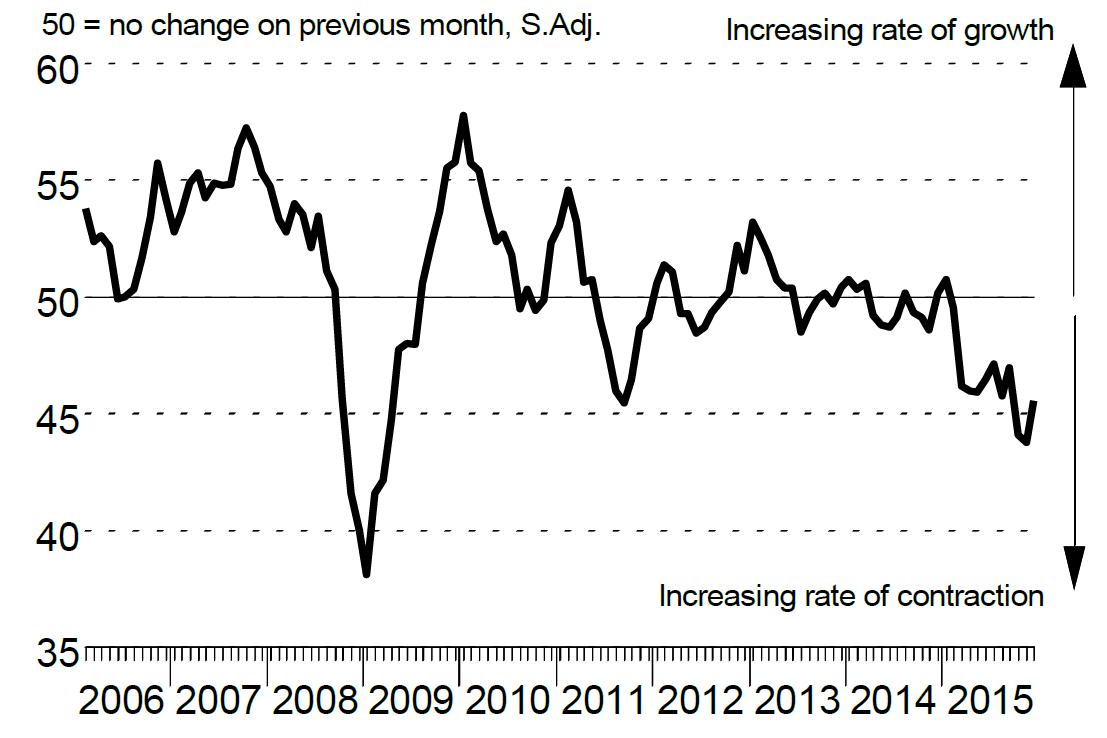 50 = no change on previous month, S.Adj.
Increasing rate of growth
60
55
50
45
40
Increasing rate of contraction
35
2006 2007 2008 2009 2010 2011 2012 2013 2014 2015